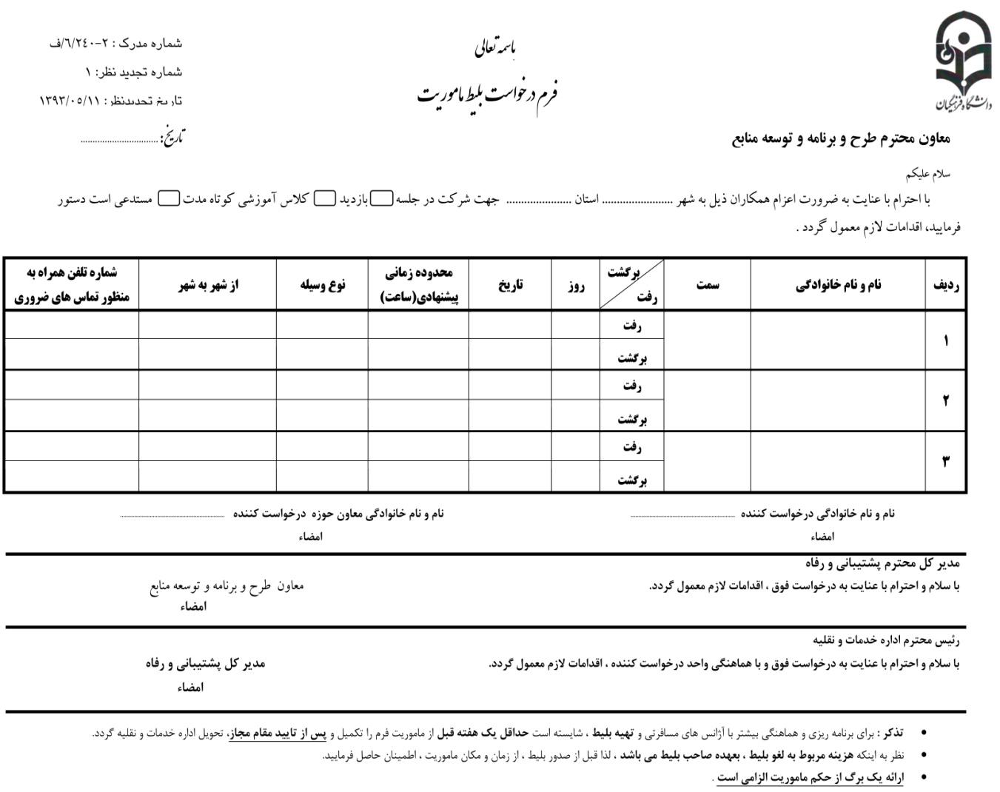 دانشگاه فرهنگیان
باسمه تعالی
فرم درخواست بلیط ماموریت
شماره مدرک : ۲-۶/۲۴۰/ف
شماره تجدید نظر: ۱
تاریخ تجدیدنظر : ۱۳۹۳/۰۵/۱۱
تاریخ: ................................
معاون محترم طرح و برنامه و توسعه منابع
سلام علیکم
با احترام با عنایت به ضرورت اعزام همکاران ذیل به شهر ........................ استان ...................... جهت شرکت در جلسه بازدید کلاس آموزشی کوتاه مدت مستدعی است دستور
فرمایید، اقدامات لازم معمول گردد .
ردیف نام و نام خانوادگی سمت برگشت رفت روز تاریخ محدوده زمانی پیشنهادی(ساعت) نوع وسیله از شهر به شهر شماره تلفن همراه به منظور تماس های ضروری
۱ رفت
برگشت
۲ رفت
برگشت
۳ رفت
برگشت
نام و نام خانوادگی درخواست کننده ........................................ نام و نام خانوادگی معاون حوزه درخواست کننده ........................................
امضاء امضاء
مدیر کل محترم پشتیبانی و رفاه
با سلام و احترام با عنایت به درخواست فوق ، اقدامات لازم معمول گردد. معاون طرح و برنامه و توسعه منابع
امضاء
رئیس محترم اداره خدمات و نقلیه
با سلام و احترام با عنایت به درخواست فوق و با هماهنگی واحد درخواست کننده ، اقدامات لازم معمول گردد. مدیر کل پشتیبانی و رفاه
امضاء
• تذکر : برای برنامه ریزی و هماهنگی بیشتر با آژانس های مسافرتی و تهیه بلیط ، شایسته است حداقل یک هفته قبل از ماموریت فرم را تکمیل و پس از تایید مقام مجاز، تحویل اداره خدمات و نقلیه گردد.
• نظر به اینکه هزینه مربوط به لغو بلیط ، بعهده صاحب بلیط می باشد ، لذا قبل از صدور بلیط ، از زمان و مکان ماموریت ، اطمینان حاصل فرمایید.
• ارائه یک برگ از حکم ماموریت الزامی است .